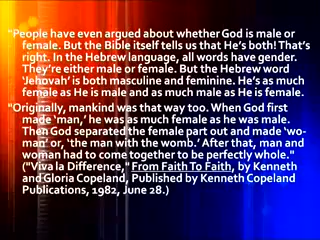 "People have even argued about whether God is male or
female. But the Bible itself tells us that He's both! That's
right. In the Hebrew language, all words have gender.
They're either male or female. But the Hebrew word
'Jehovah' is both masculine and feminine. He's as much
female as He is male and as much male as He is female.
"Originally, mankind was that way too. When God first
made 'man,' he was as much female as he was male.
Then God separated the female part out and made 'wo-
man' or, 'the man with the womb.' After that, man and
woman had to come together to be perfectly whole."
("Viva la Difference," From Faith To Faith, by Kenneth
and Gloria Copeland, Published by Kenneth Copeland
Publications, 1982, June 28.)